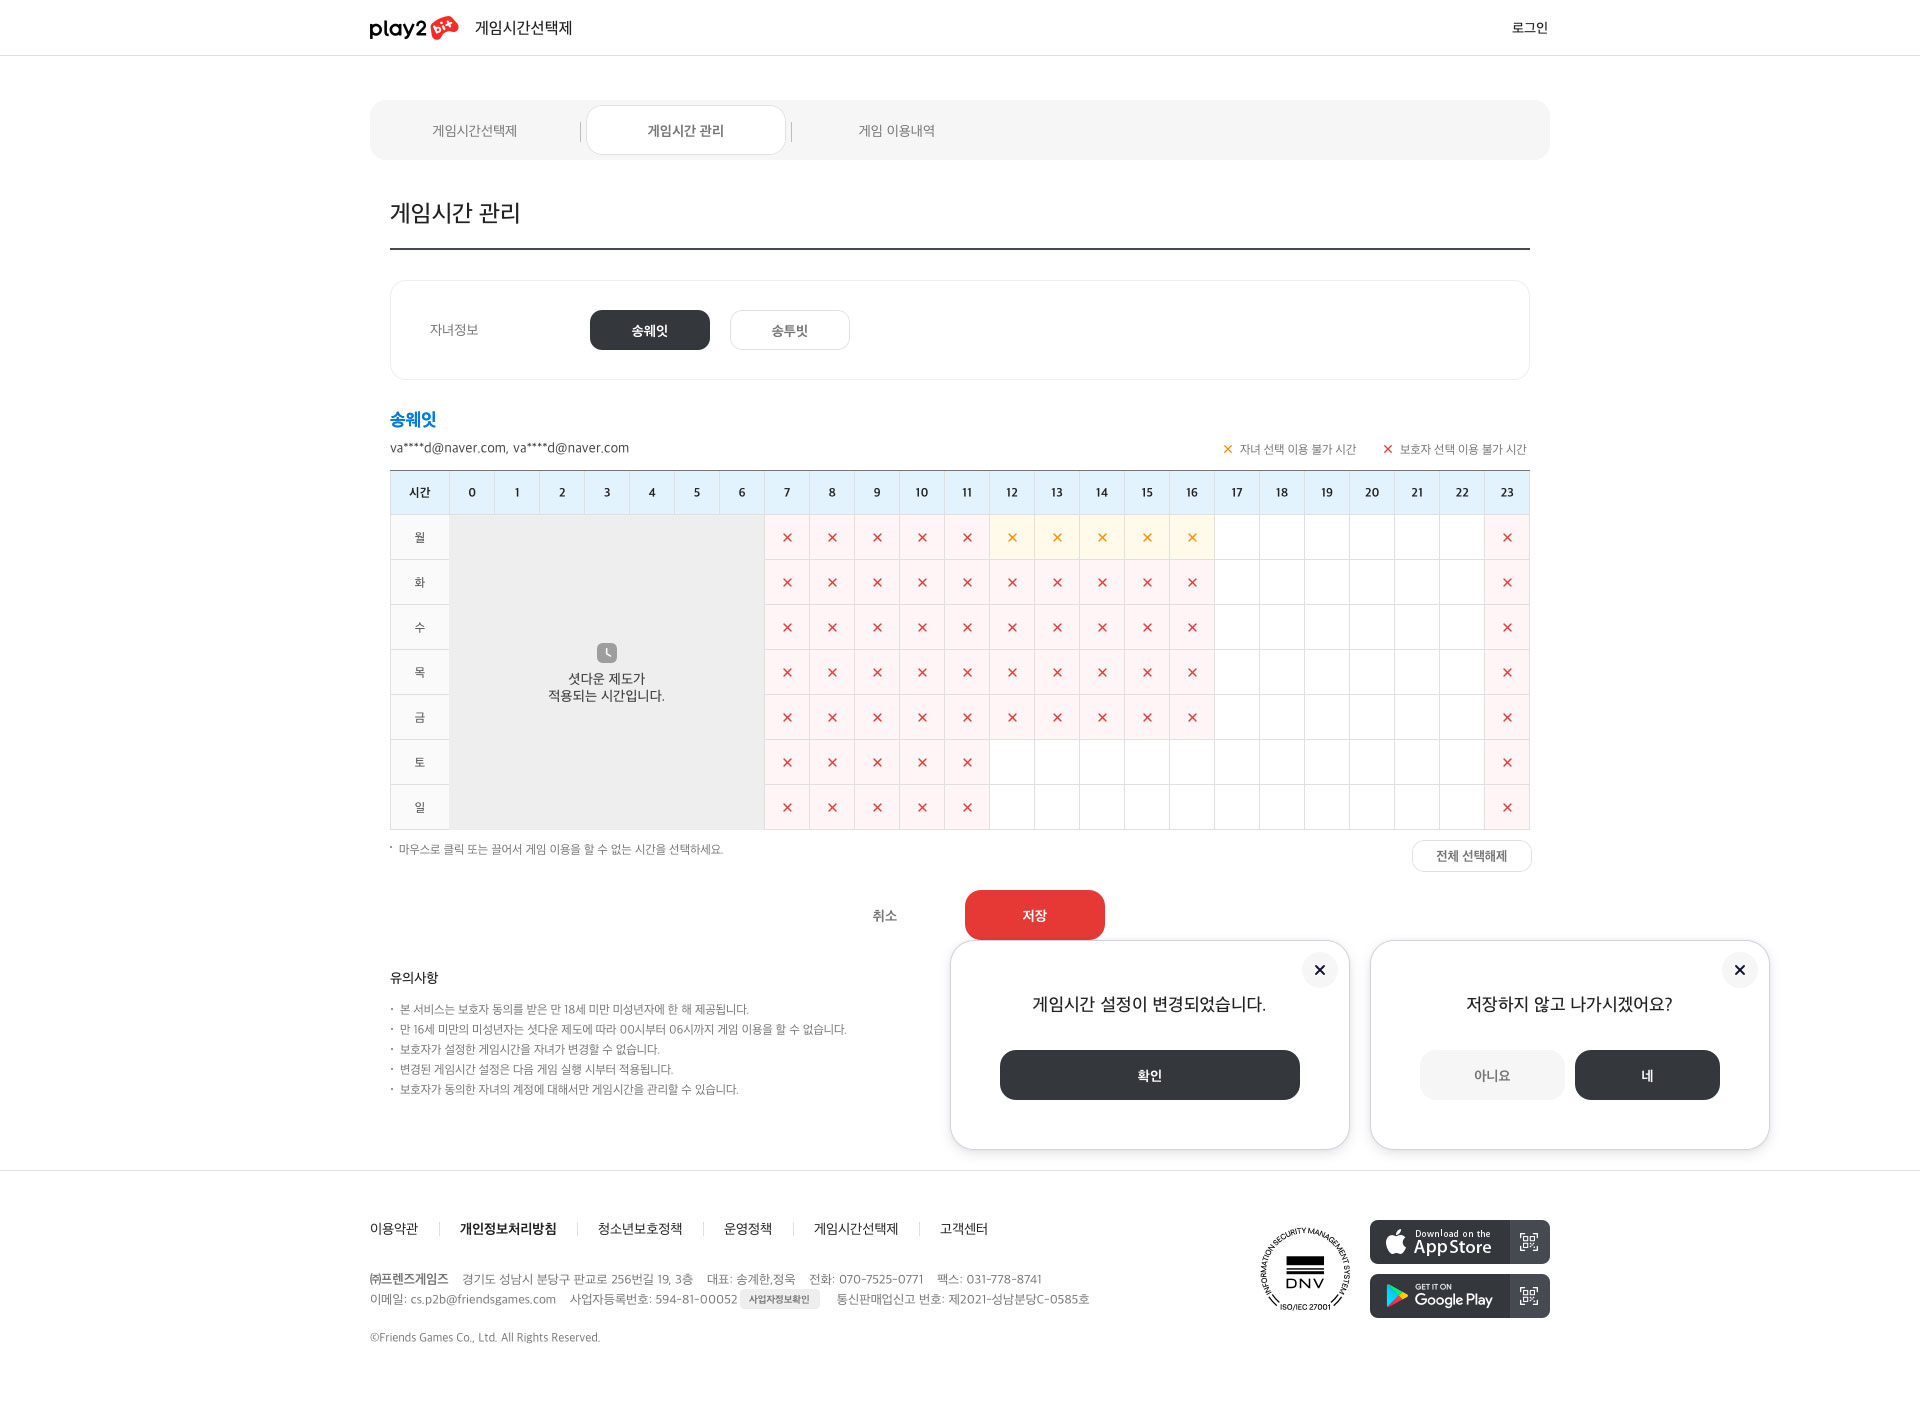 play2bit 게임시간선택제
로그인
게임시간선택제 게임시간 관리 게임 이용내역
게임시간 관리
자녀정보 송웨잇 송투빗
송웨잇
va****d@naver.com, va****d@naver.com
× 자녀 선택 이용 불가 시간 × 보호자 선택 이용 불가 시간
시간 0 1 2 3 4 5 6 7 8 9 10 11 12 13 14 15 16 17 18 19 20 21 22 23
월 × × × × × × × × × × ×
화 × × × × × × × × × × ×
수 × × × × × × × × × × ×
목 × × × × × × × × × × ×
금 × × × × × × × × × × ×
토 × × × × × ×
일 × × × × × ×
셧다운 제도가
적용되는 시간입니다.
· 마우스로 클릭 또는 끌어서 게임 이용을 할 수 없는 시간을 선택하세요.
전체 선택해제
취소 저장
유의사항
· 본 서비스는 보호자 동의를 받은 만 18세 미만 미성년자에 한 해 제공됩니다.
· 만 16세 미만의 미성년자는 셧다운 제도에 따라 00시부터 06시까지 게임 이용을 할 수 없습니다.
· 보호자가 설정한 게임시간을 자녀가 변경할 수 없습니다.
· 변경된 게임시간 설정은 다음 게임 실행 시부터 적용됩니다.
· 보호자가 동의한 자녀의 계정에 대해서만 게임시간을 관리할 수 있습니다.
×
게임시간 설정이 변경되었습니다.
확인
×
저장하지 않고 나가시겠어요?
아니요 네
이용약관 개인정보처리방침 청소년보호정책 운영정책 게임시간선택제 고객센터
㈜프렌즈게임즈 경기도 성남시 분당구 판교로 256번길 19, 3층 대표: 송계한,정욱 전화: 070-7525-0771 팩스: 031-778-8741
이메일: cs.p2b@friendsgames.com 사업자등록번호: 594-81-00052 사업자정보확인 통신판매업신고 번호: 제2021-성남분당C-0585호
©Friends Games Co., Ltd. All Rights Reserved.
INFORMATION SECURITY MANAGEMENT SYSTEM
DNV
ISO/IEC 27001
Download on the
App Store
GET IT ON
Google Play